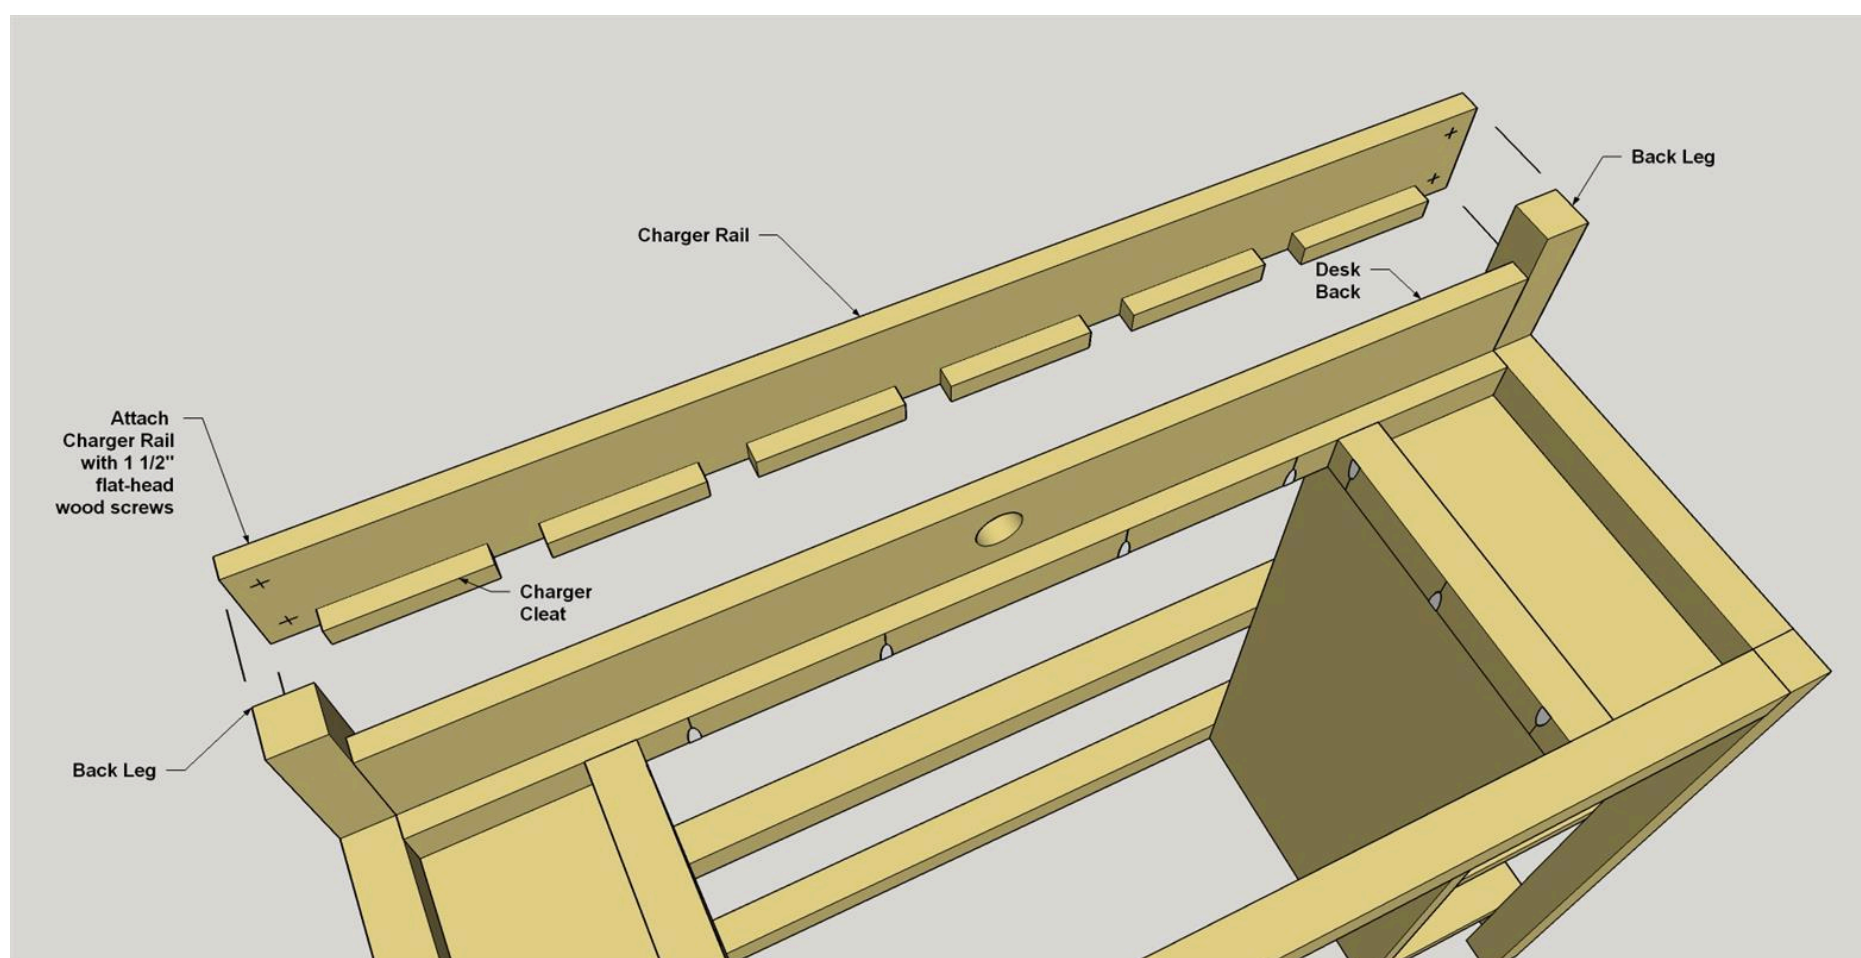 Back Leg
Charger Rail
Desk
Back
Attach
Charger Rail
with 1 1/2"
flat-head
wood screws
Charger
Cleat
Back Leg